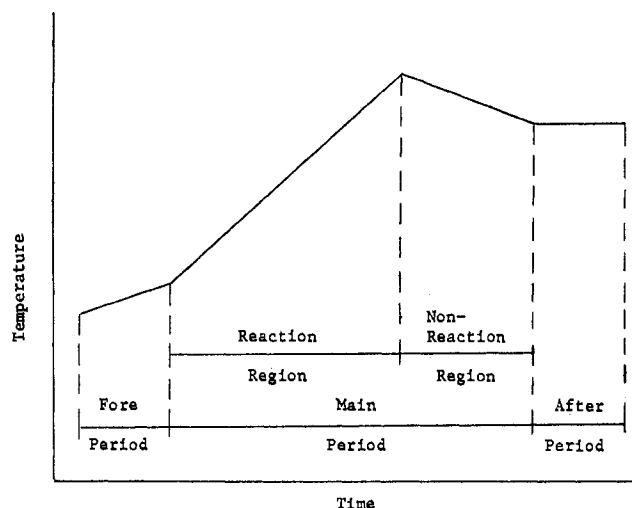 Temperature
Non-
Reaction Reaction
Region Region
Fore Main After
Period Period Period
Time